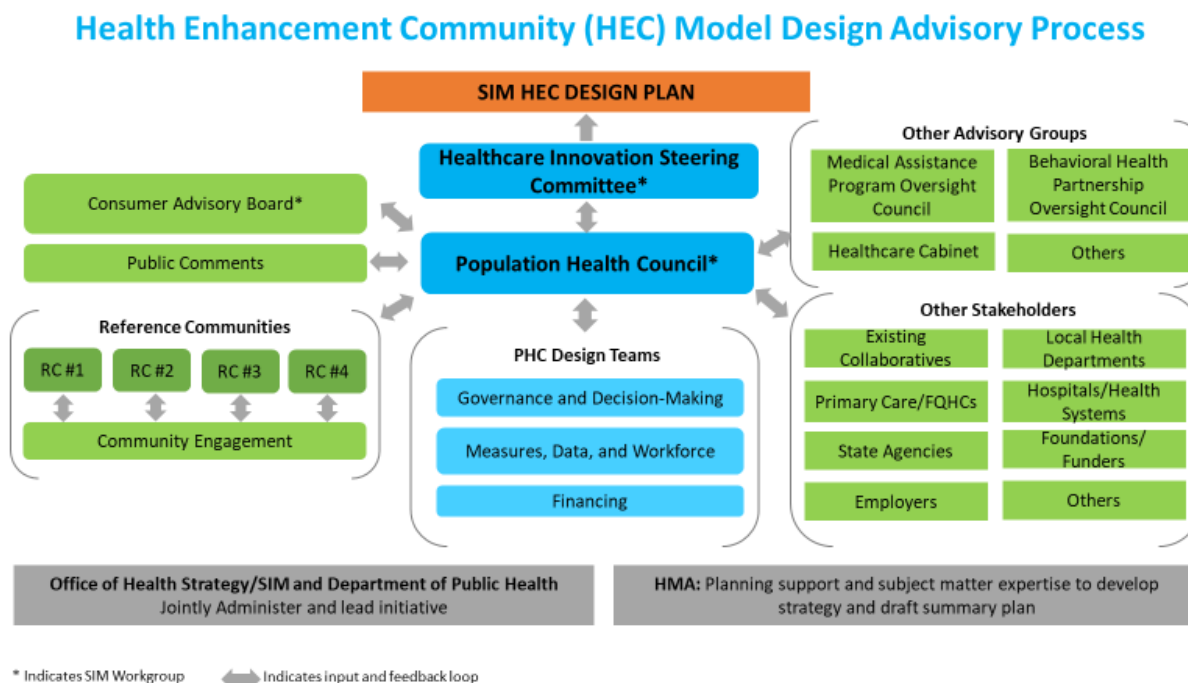 Health Enhancement Community (HEC) Model Design Advisory Process
SIM HEC DESIGN PLAN
Healthcare Innovation Steering
Committee*
Population Health Council*
Consumer Advisory Board*
Public Comments
Reference Communities
RC #1
RC #2
RC #3
RC #4
Community Engagement
PHC Design Teams
Governance and Decision-Making
Measures, Data, and Workforce
Financing
Other Advisory Groups
Medical Assistance
Program Oversight
Council
Behavioral Health
Partnership
Oversight Council
Healthcare Cabinet
Others
Other Stakeholders
Existing
Collaboratives
Local Health
Departments
Primary Care/FQHCs
Hospitals/Health
Systems
State Agencies
Foundations/
Funders
Employers
Others
Office of Health Strategy/SIM and Department of Public Health
Jointly Administer and lead initiative
HMA: Planning support and subject matter expertise to develop
strategy and draft summary plan
* Indicates SIM Workgroup
Indicates input and feedback loop